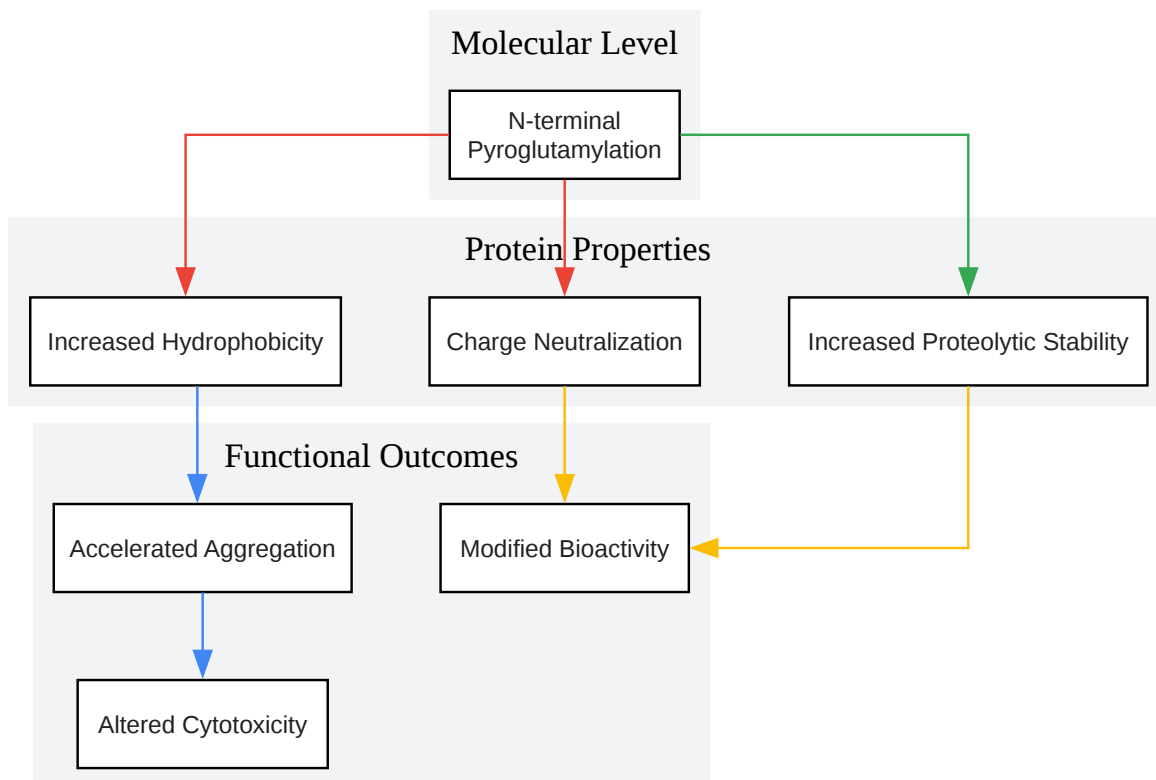 Molecular Level
N-terminal
Pyroglutamylation
Protein Properties
Increased Hydrophobicity
Charge Neutralization
Increased Proteolytic Stability
Functional Outcomes
Accelerated Aggregation
Modified Bioactivity
Altered Cytotoxicity